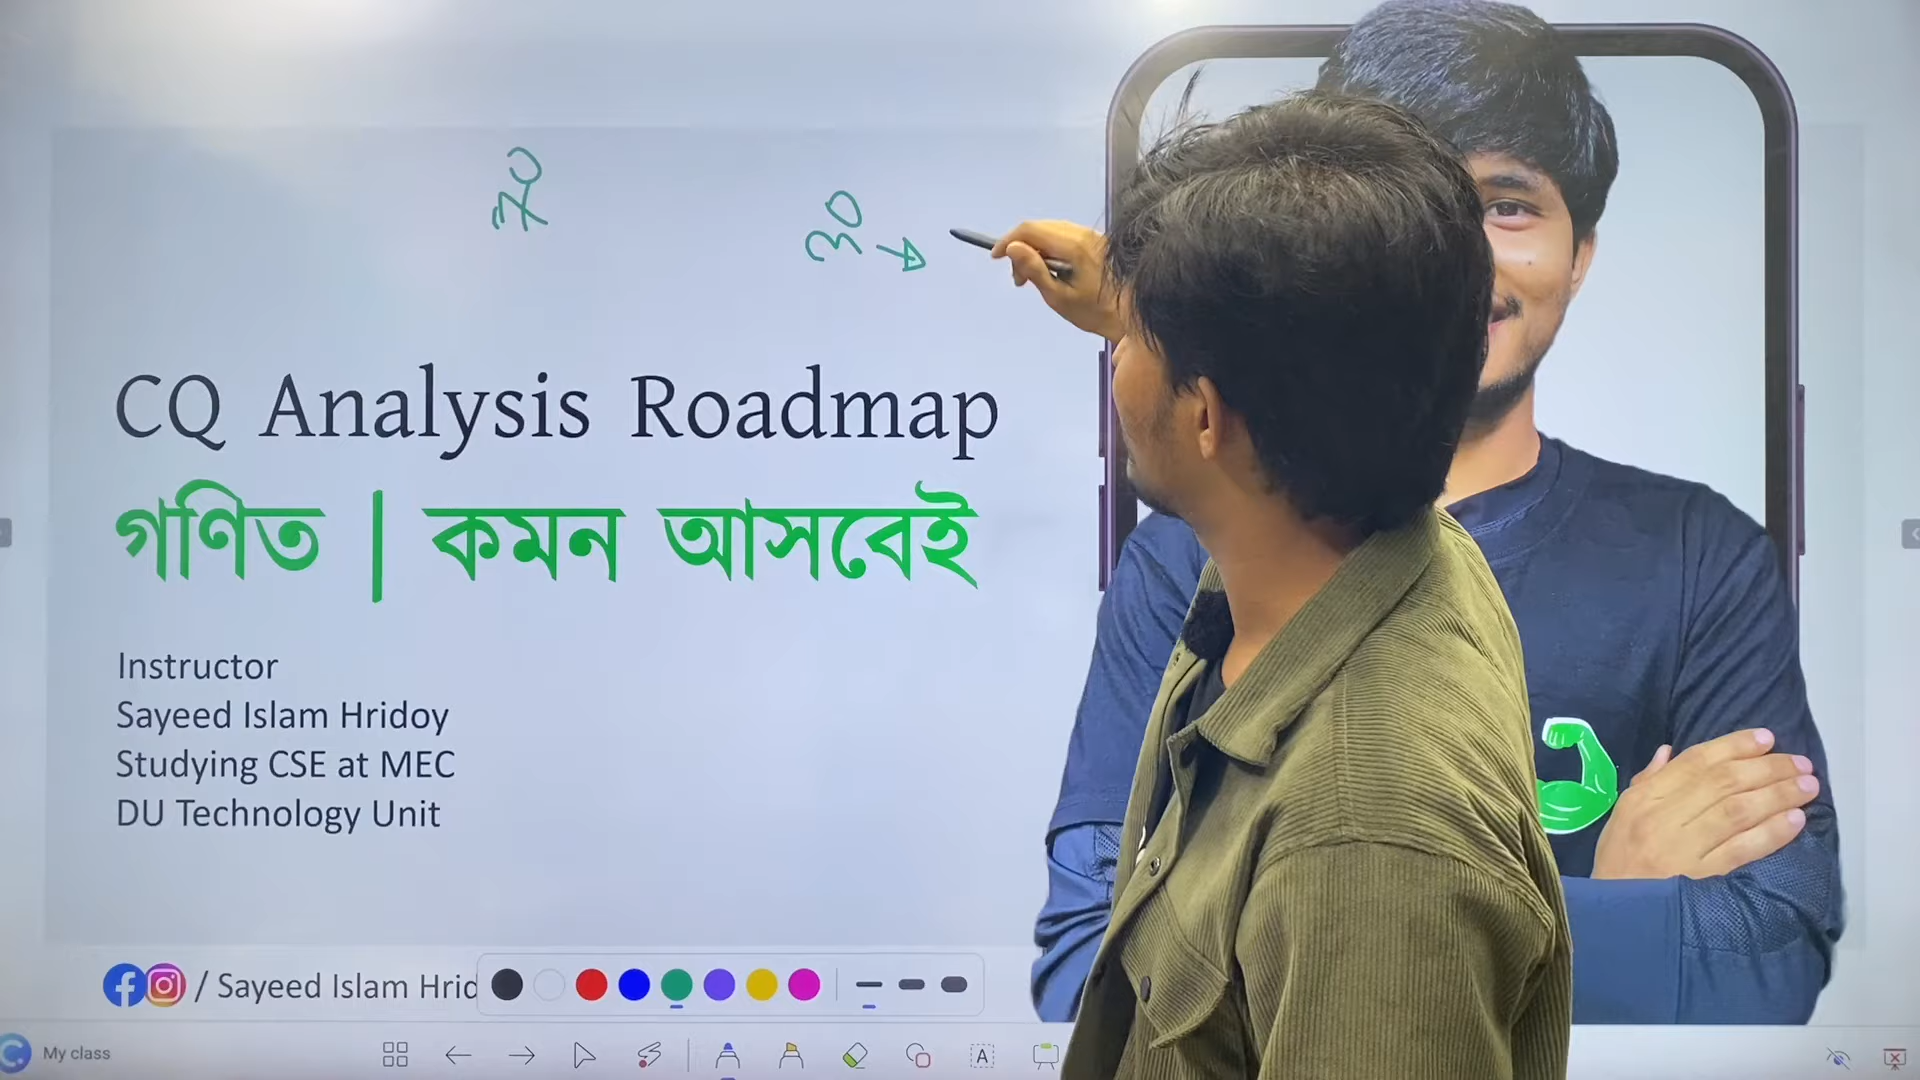 ৩০
CQ Analysis Roadmap
গণিত | কমন আসবেই
Instructor
Sayeed Islam Hridoy
Studying CSE at MEC
DU Technology Unit
/ Sayeed Islam Hrid
A
My class